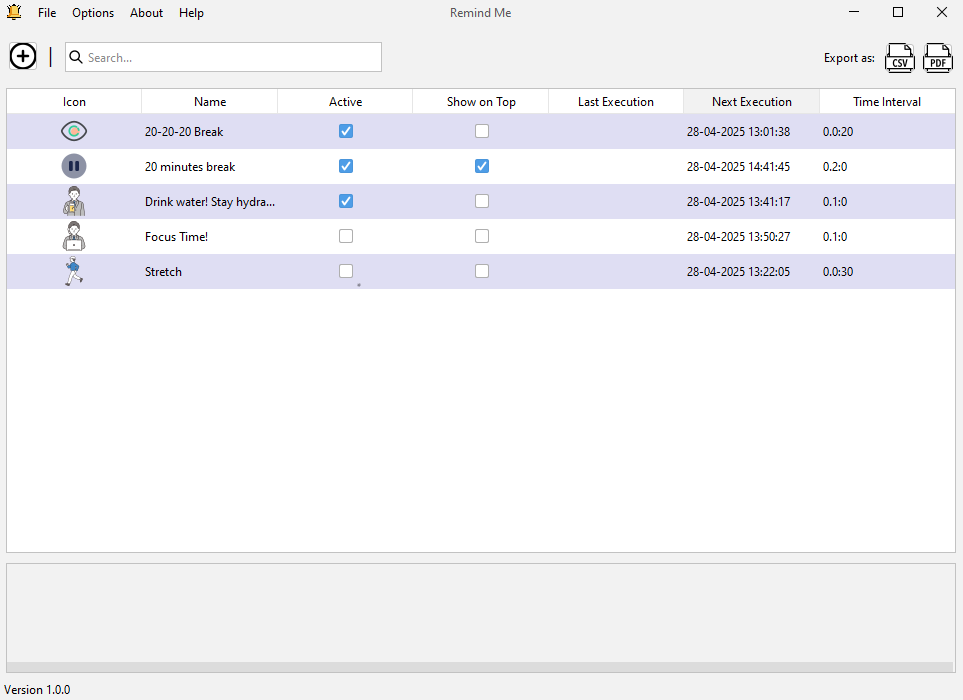 File Options About Help Remind Me
Search... Export as: CSV PDF
Icon Name Active Show on Top Last Execution Next Execution Time Interval
20-20-20 Break 28-04-2025 13:01:38 0.0:20
20 minutes break 28-04-2025 14:41:45 0.2:0
Drink water! Stay hydra... 28-04-2025 13:41:17 0.1:0
Focus Time! 28-04-2025 13:50:27 0.1:0
Stretch 28-04-2025 13:22:05 0.0:30
Version 1.0.0